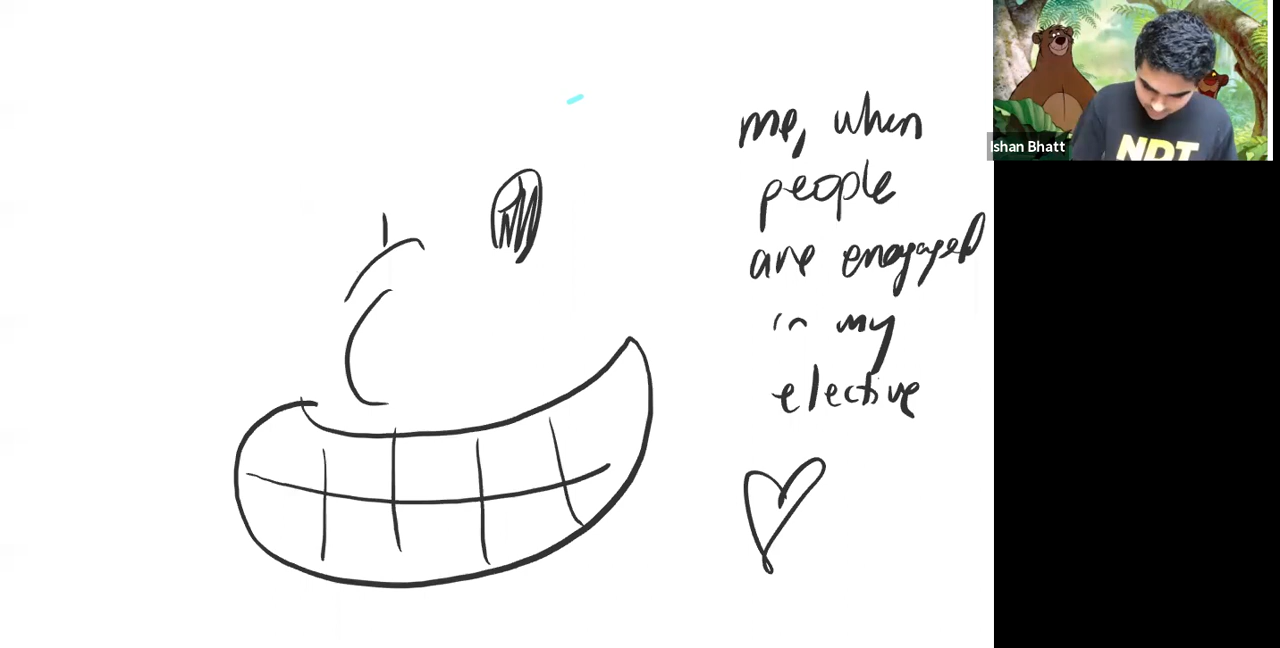 me, when
people
are engaged
in my
elective
Ishan Bhatt
NDT